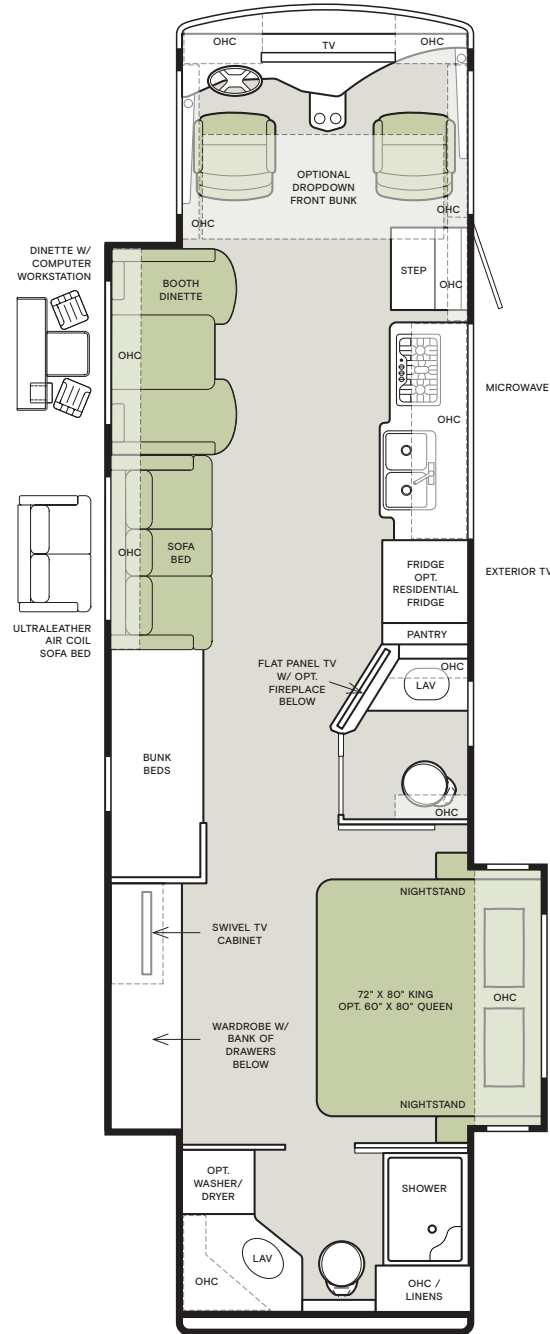 OHC
TV
OHC
OPTIONAL
DROPDOWN
FRONT BUNK
OHC
OHC
DINETTE W/
COMPUTER
WORKSTATION
BOOTH
DINETTE
STEP
OHC
OHC
MICROWAVE
OHC
OHC
SOFA
BED
FRIDGE
OPT.
RESIDENTIAL
FRIDGE
EXTERIOR TV
ULTRALEATHER
AIR COIL
SOFA BED
PANTRY
FLAT PANEL TV
W/ OPT.
FIREPLACE
BELOW
OHC
LAV
BUNK
BEDS
OHC
NIGHTSTAND
SWIVEL TV
CABINET
72" X 80" KING
OPT. 60" X 80" QUEEN
OHC
WARDROBE W/
BANK OF
DRAWERS
BELOW
NIGHTSTAND
OPT.
WASHER/
DRYER
SHOWER
LAV
OHC
OHC /
LINENS